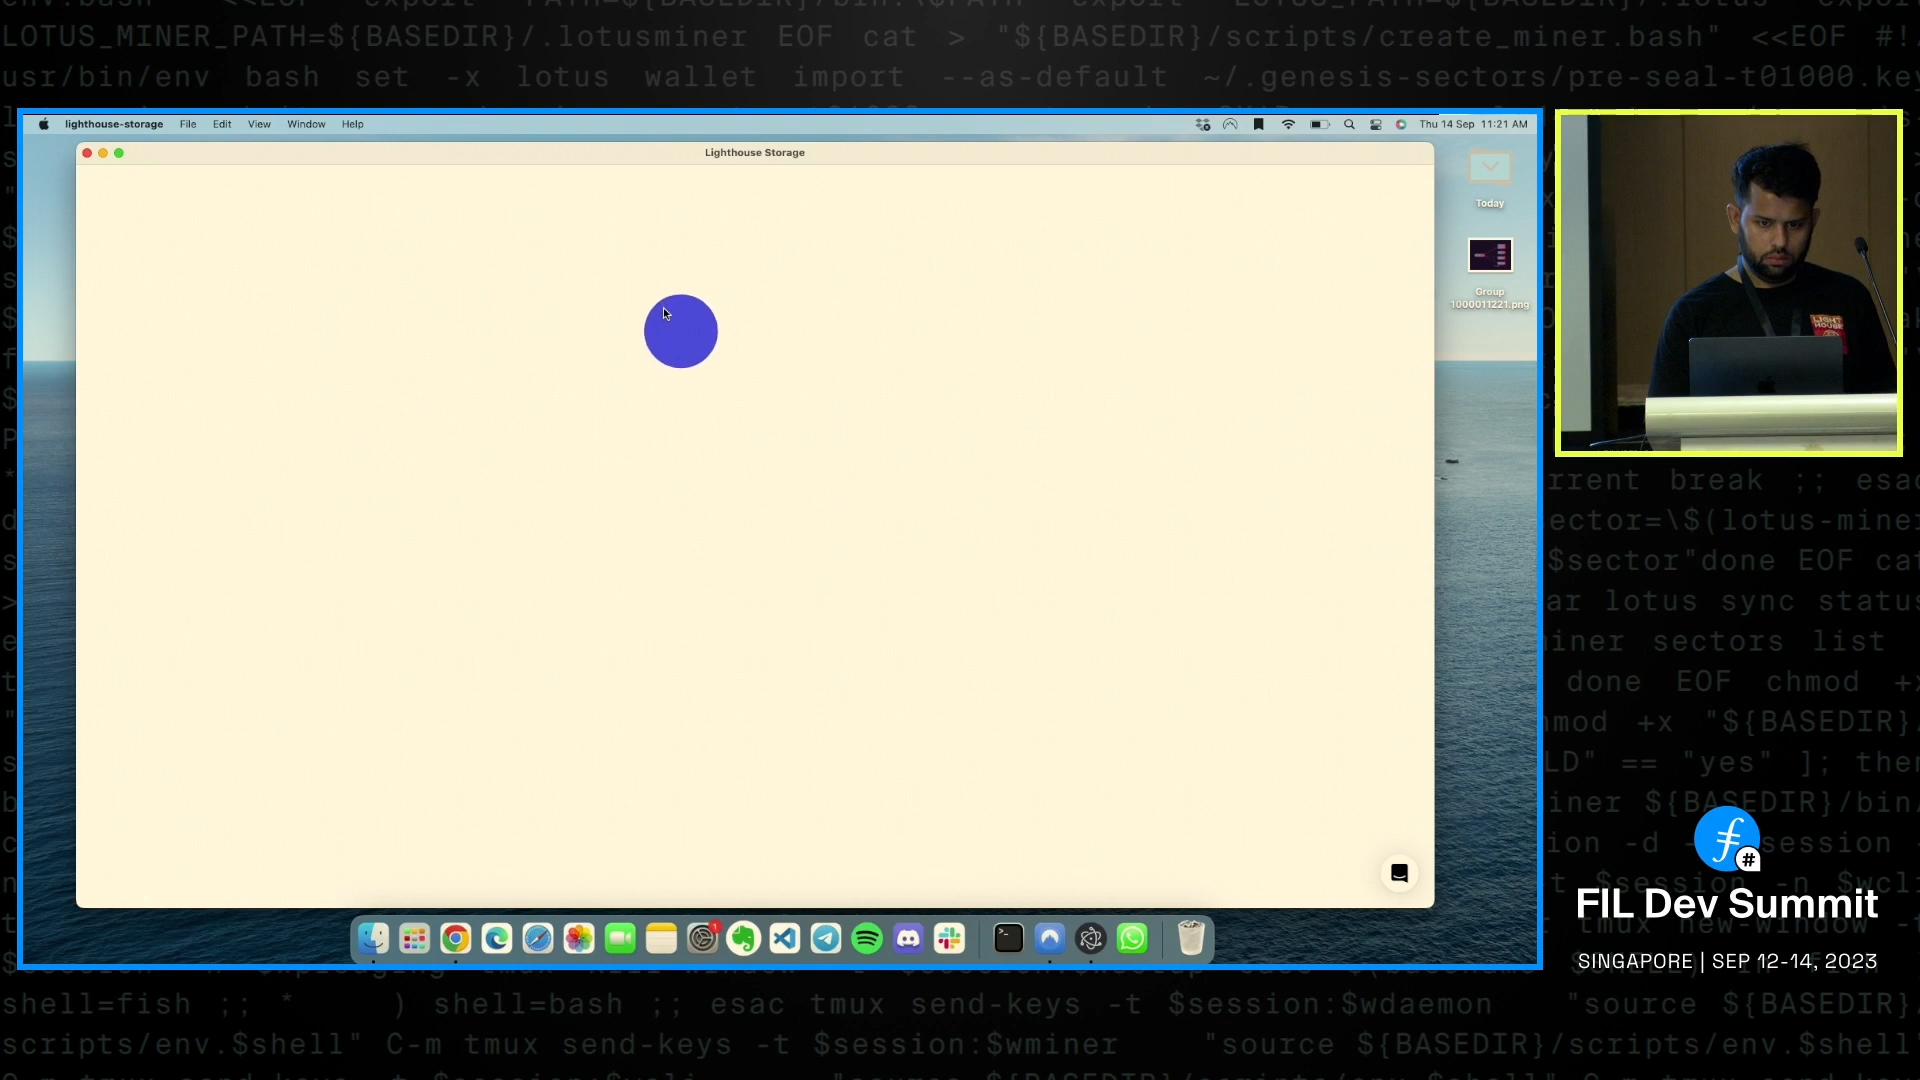 LOTUS_MINER_PATH=${BASEDIR}/.lotusminer EOF cat > "${BASEDIR}/scripts/create_miner.bash" <<EOF #!
usr/bin/env bash set -x lotus wallet import --as-default ~/.genesis-sectors/pre-seal-t01000.key
lighthouse-storage File Edit View Window Help
Thu 14 Sep 11:21 AM
Lighthouse Storage
Today
Group
1000011221.png
LIGHT
HOUSE
rrent break ;; esac
ector=\$(lotus-miner
$sector"done EOF cat
ar lotus sync status
iner sectors list
done EOF chmod +x
mod +x "${BASEDIR}
LD" == "yes" ]; then
iner ${BASEDIR}/bin/
FIL Dev Summit
SINGAPORE | SEP 12-14, 2023
shell=fish ;; * ) shell=bash ;; esac tmux send-keys -t $session:$wdaemon "source ${BASEDIR}/
scripts/env.$shell" C-m tmux send-keys -t $session:$wminer "source ${BASEDIR}/scripts/env.$shell"